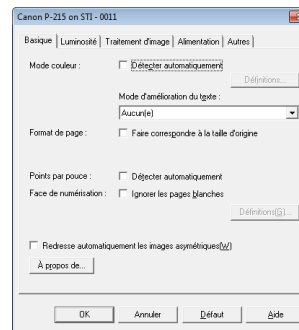 Canon P-215 on STI - 0011
Basique Luminosité Traitement d'image Alimentation Autres
Mode couleur : Détecter automatiquement
Définitions...
Mode d'amélioration du texte :
Aucun(e)
Format de page : Faire correspondre à la taille d'origine
Points par pouce : Détecter automatiquement
Face de numérisation : Ignorer les pages blanches
Définitions(G)...
Redresse automatiquement les images asymétriques(W)
À propos de...
OK Annuler Défaut Aide